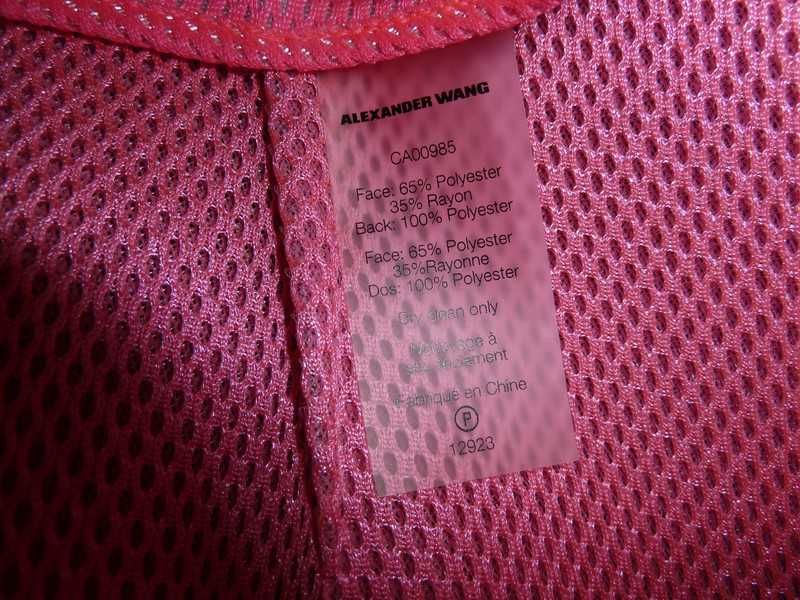 ALEXANDER WANG
CA00985
Face: 65% Polyester
35% Rayon
Back: 100% Polyester
Face: 65% Polyester
35%Rayonne
Dos: 100% Polyester
Dry clean only
Nettoyage à
sec seulement
Fabriqué en Chine
P
12923